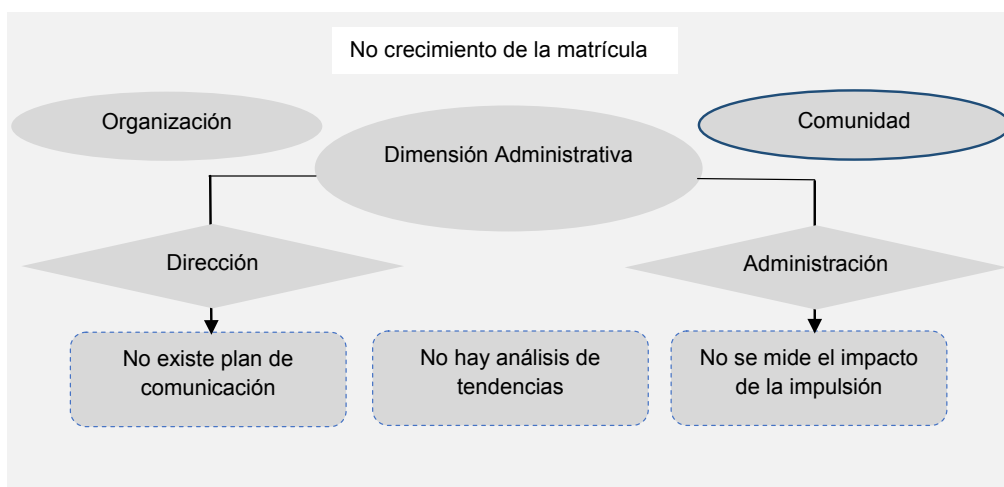 No crecimiento de la matrícula
Organización
Comunidad
Dimensión Administrativa
Dirección
Administración
No existe plan de
comunicación
No hay análisis de
tendencias
No se mide el impacto
de la impulsión